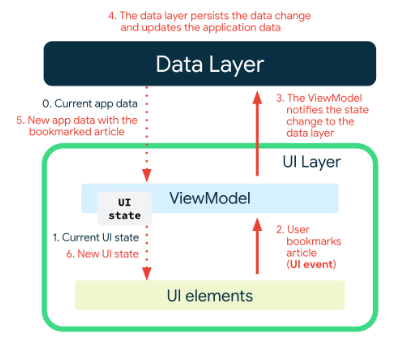 4. The data layer persists the data change
and updates the application data
Data Layer
0. Current app data
5. New app data with the
bookmarked article
3. The ViewModel
notifies the state
change to the
data layer
UI Layer
ViewModel
UI
state
1. Current UI state
6. New UI state
2. User
bookmarks
article
(UI event)
UI elements